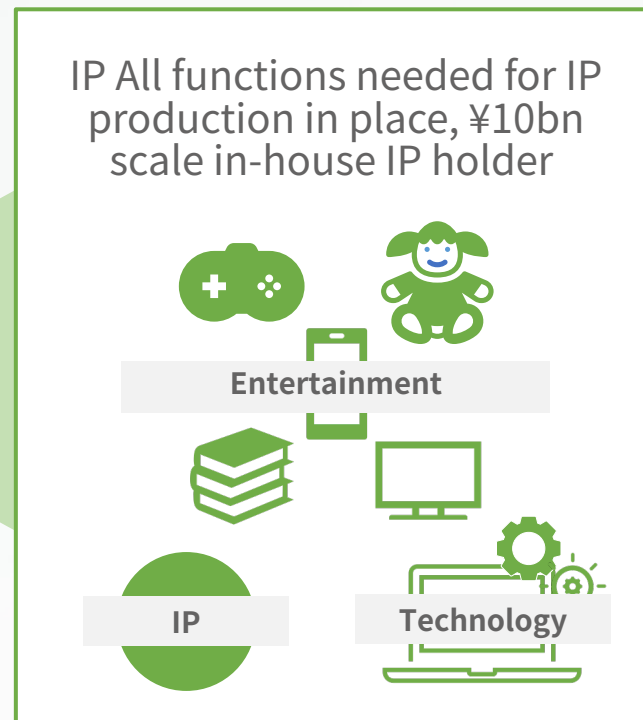 IP All functions needed for IP
production in place, ¥10bn
scale in-house IP holder
Entertainment
IP
Technology